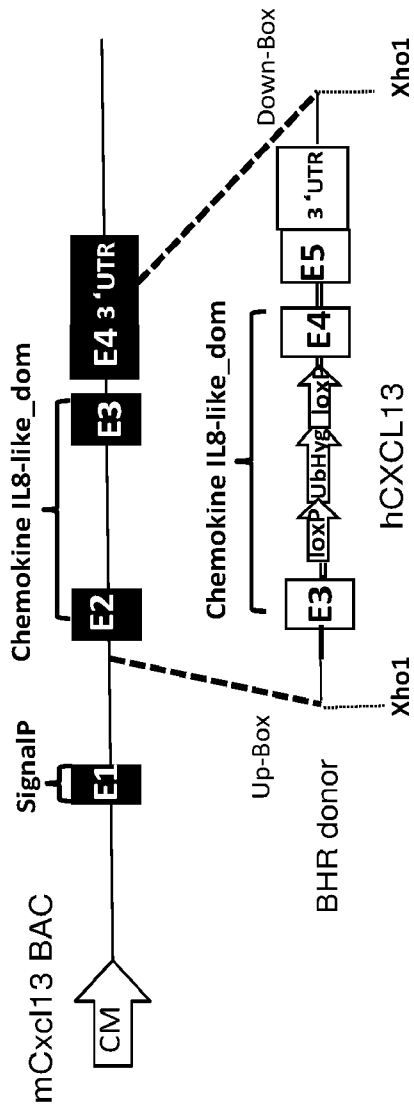 mCxcl13 BAC
SignalP
Chemokine IL8-like_dom
CM
E1
E2
E3
E4 3 'UTR
Up-Box
Down-Box
Chemokine IL8-like_dom
BHR donor
E3
loxP
UbHyg
loxP
E4
E5
3 'UTR
hCXCL13
Xho1
Xho1